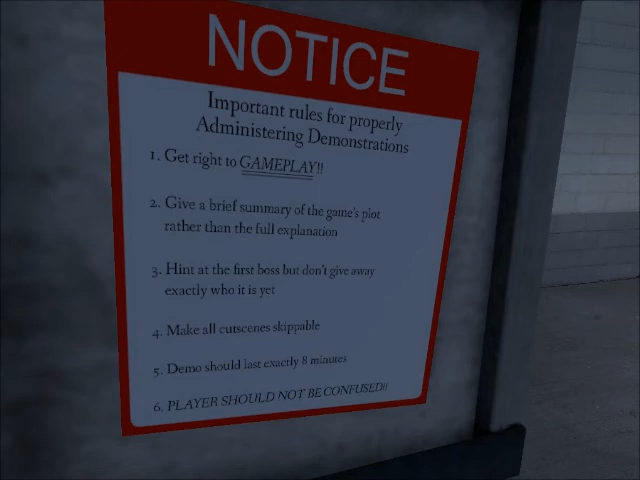 NOTICE
Important rules for properly
Administering Demonstrations
1. Get right to GAMEPLAY!!
2. Give a brief summary of the game's plot
rather than the full explanation
3. Hint at the first boss but don't give away
exactly who it is yet
4. Make all cutscenes skippable
5. Demo should last exactly 8 minutes
6. PLAYER SHOULD NOT BE CONFUSED!!